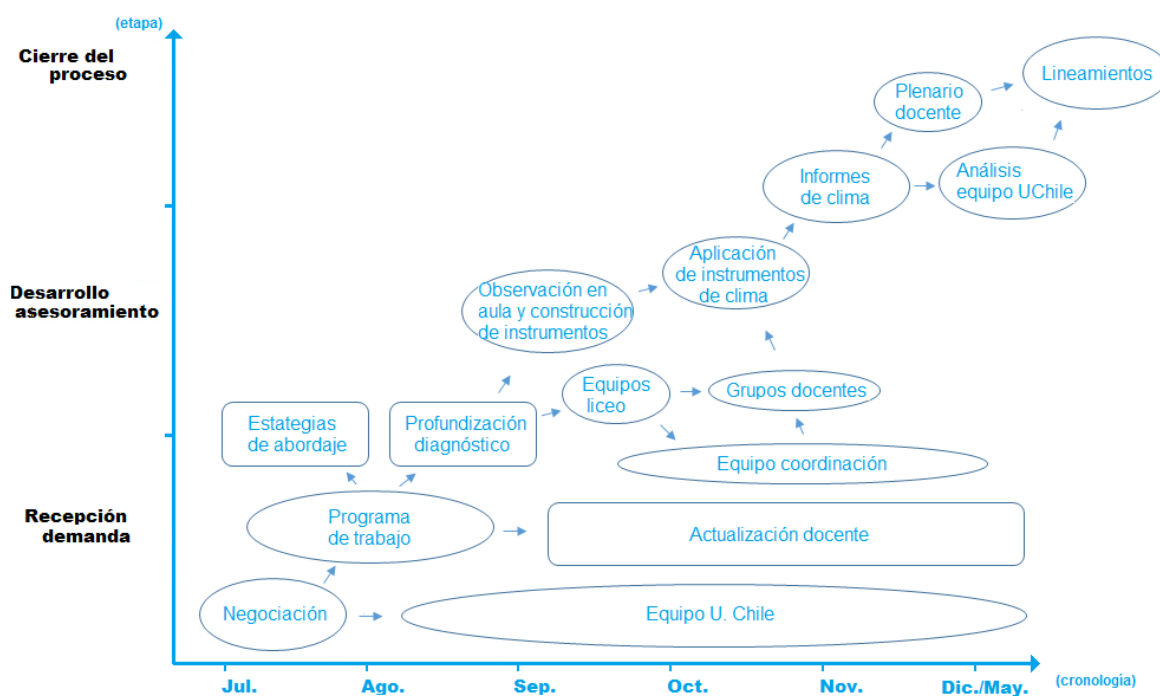 (etapa)
Cierre del
proceso
Lineamientos
Plenario
docente
Informes
de clima
Análisis
equipo UChile
Desarrollo
asesoramiento
Aplicación
de instrumentos
de clima
Observación en
aula y construcción
de instrumentos
Equipos
liceo
Grupos docentes
Estategias
de abordaje
Profundización
diagnóstico
Equipo coordinación
Recepción
demanda
Programa
de trabajo
Actualización docente
Negociación
Equipo U. Chile
Jul.
Ago.
Sep.
Oct.
Nov.
Dic./May.
(cronología)